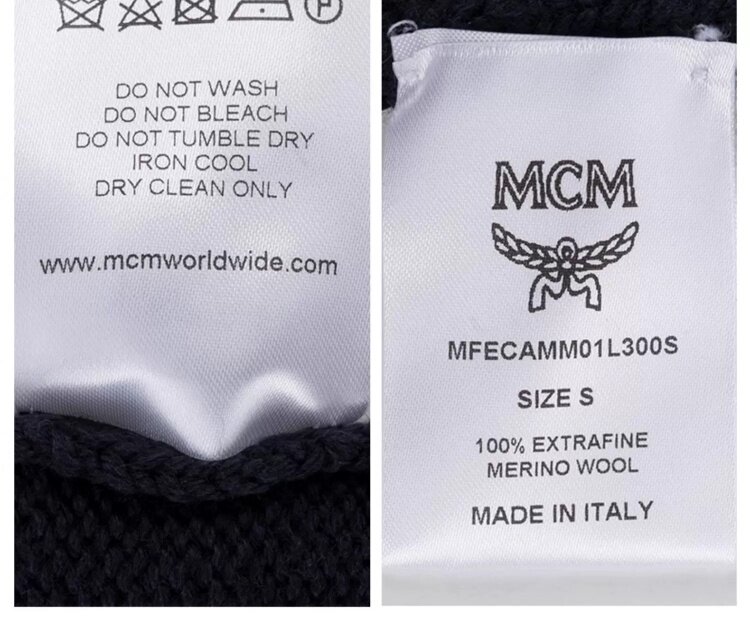 P
DO NOT WASH
DO NOT BLEACH
DO NOT TUMBLE DRY
IRON COOL
DRY CLEAN ONLY
www.mcmworldwide.com
MCM
MFECAMM01L300S
SIZE S
100% EXTRAFINE
MERINO WOOL
MADE IN ITALY